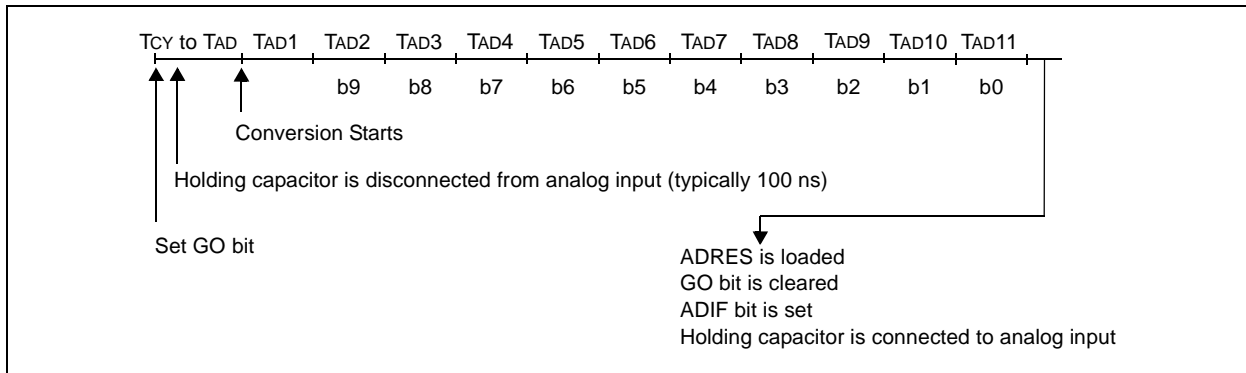 TCY to TAD TAD1 TAD2 TAD3 TAD4 TAD5 TAD6 TAD7 TAD8 TAD9 TAD10 TAD11
b9 b8 b7 b6 b5 b4 b3 b2 b1 b0
Conversion Starts
Holding capacitor is disconnected from analog input (typically 100 ns)
Set GO bit
ADRES is loaded
GO bit is cleared
ADIF bit is set
Holding capacitor is connected to analog input